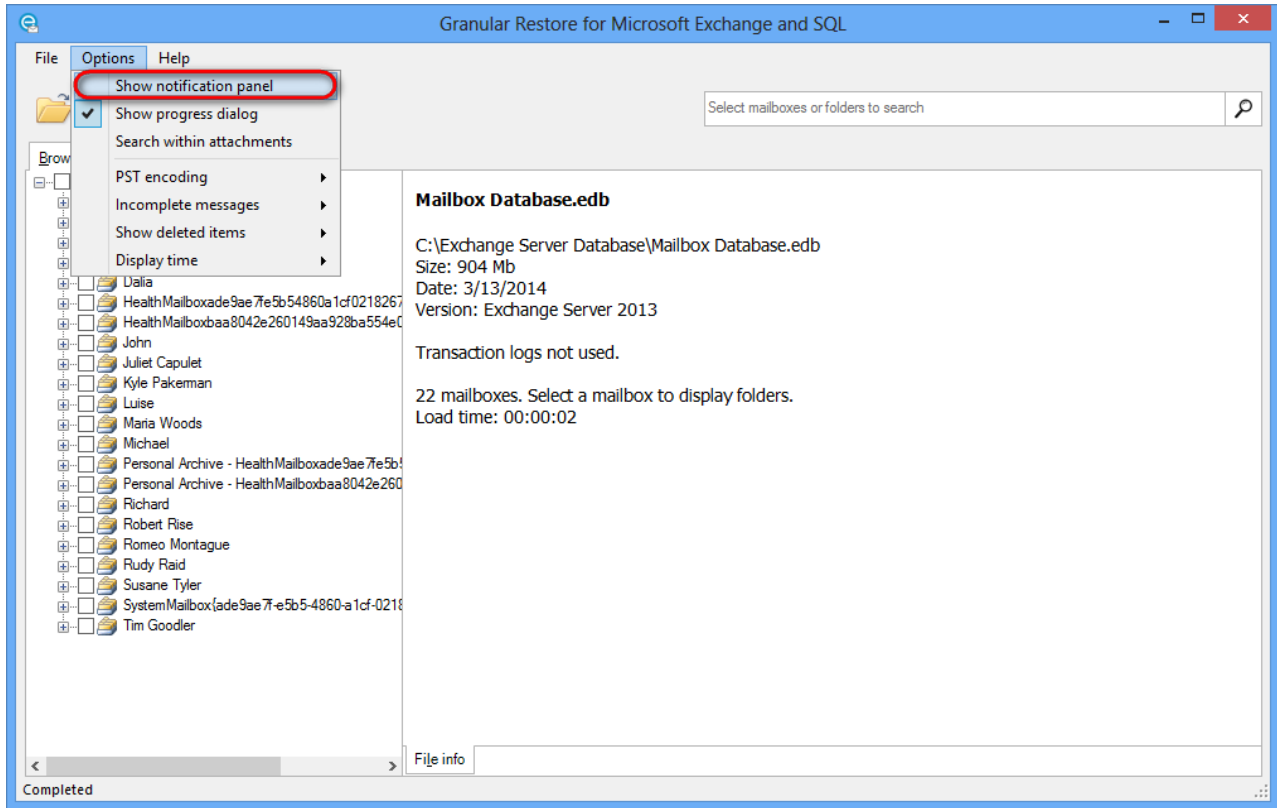 Granular Restore for Microsoft Exchange and SQL
File Options Help
Show notification panel
Show progress dialog
Search within attachments
PST encoding
Incomplete messages
Show deleted items
Display time
Select mailboxes or folders to search
Brow
Dalia
HealthMailboxade9ae7fe5b54860a1cf0218267
HealthMailboxbaa8042e260149aa928ba554e0
John
Juliet Capulet
Kyle Pakerman
Luise
Maria Woods
Michael
Personal Archive - HealthMailboxade9ae7fe5b5
Personal Archive - HealthMailboxbaa8042e260
Richard
Robert Rise
Romeo Montague
Rudy Raid
Susane Tyler
SystemMailbox{ade9ae7f-e5b5-4860-a1cf-0218
Tim Goodler
Mailbox Database.edb
C:\Exchange Server Database\Mailbox Database.edb
Size: 904 Mb
Date: 3/13/2014
Version: Exchange Server 2013
Transaction logs not used.
22 mailboxes. Select a mailbox to display folders.
Load time: 00:00:02
File info
Completed